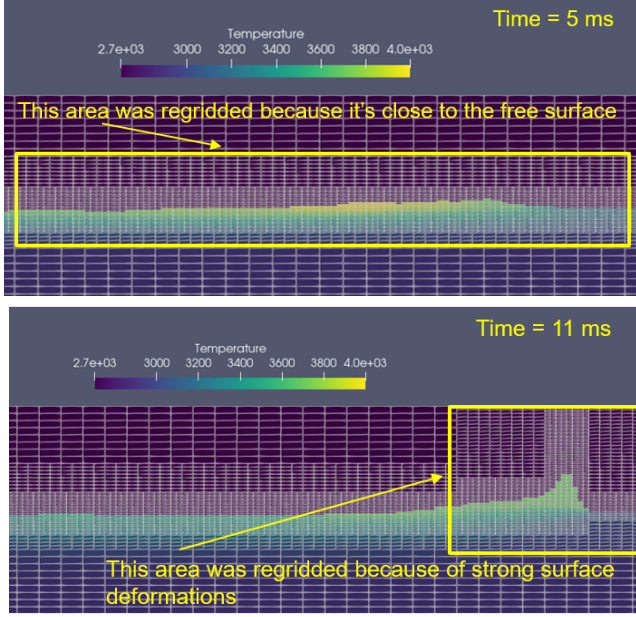 Time = 5 ms
Temperature
2.7e+03 3000 3200 3400 3600 3800 4.0e+03
This area was regridded because it's close to the free surface
Time = 11 ms
Temperature
2.7e+03 3000 3200 3400 3600 3800 4.0e+03
This area was regridded because of strong surface
deformations